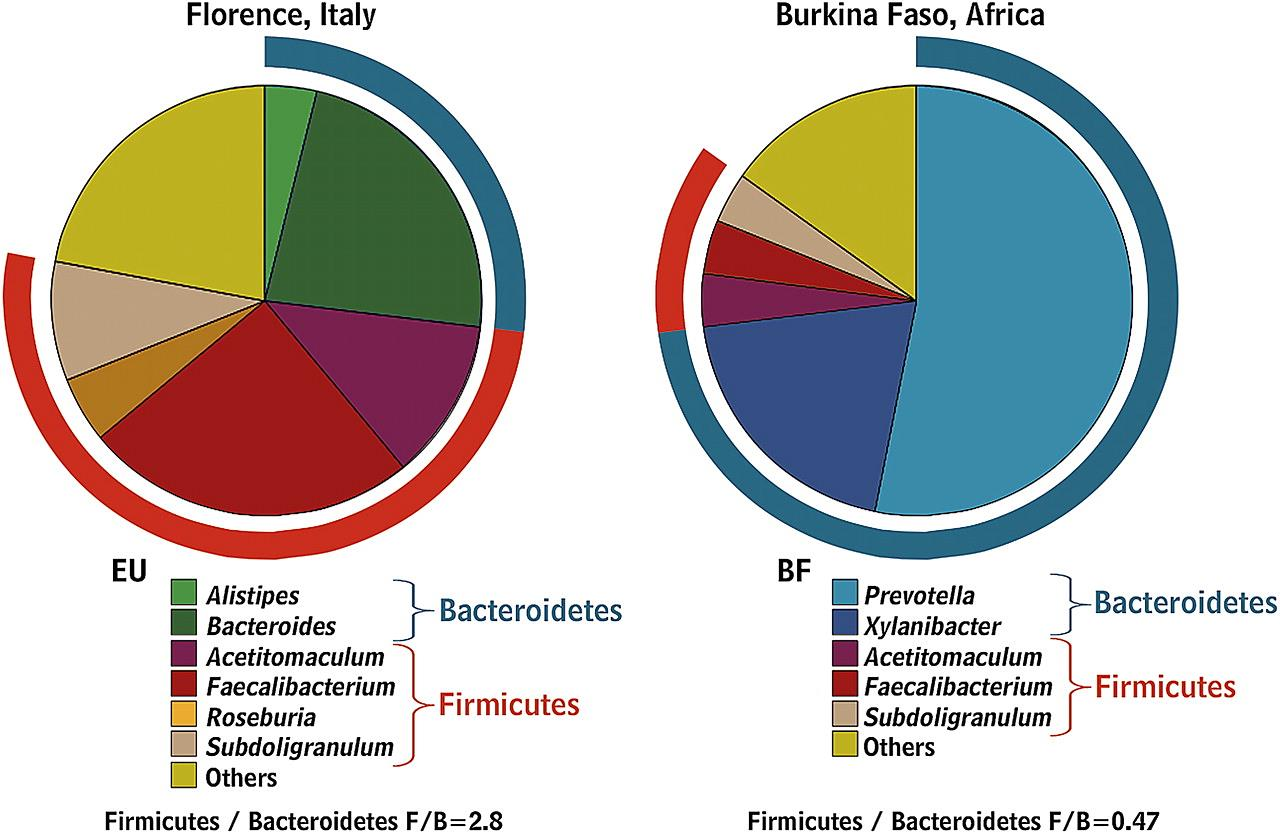 Florence, Italy
EU
Alistipes
Bacteroides
Bacteroidetes
Acetitomaculum
Faecalibacterium
Roseburia
Subdoligranulum
Firmicutes
Others
Firmicutes / Bacteroidetes F/B=2.8
Burkina Faso, Africa
BF
Prevotella
Xylanibacter
Bacteroidetes
Acetitomaculum
Faecalibacterium
Subdoligranulum
Firmicutes
Others
Firmicutes / Bacteroidetes F/B=0.47